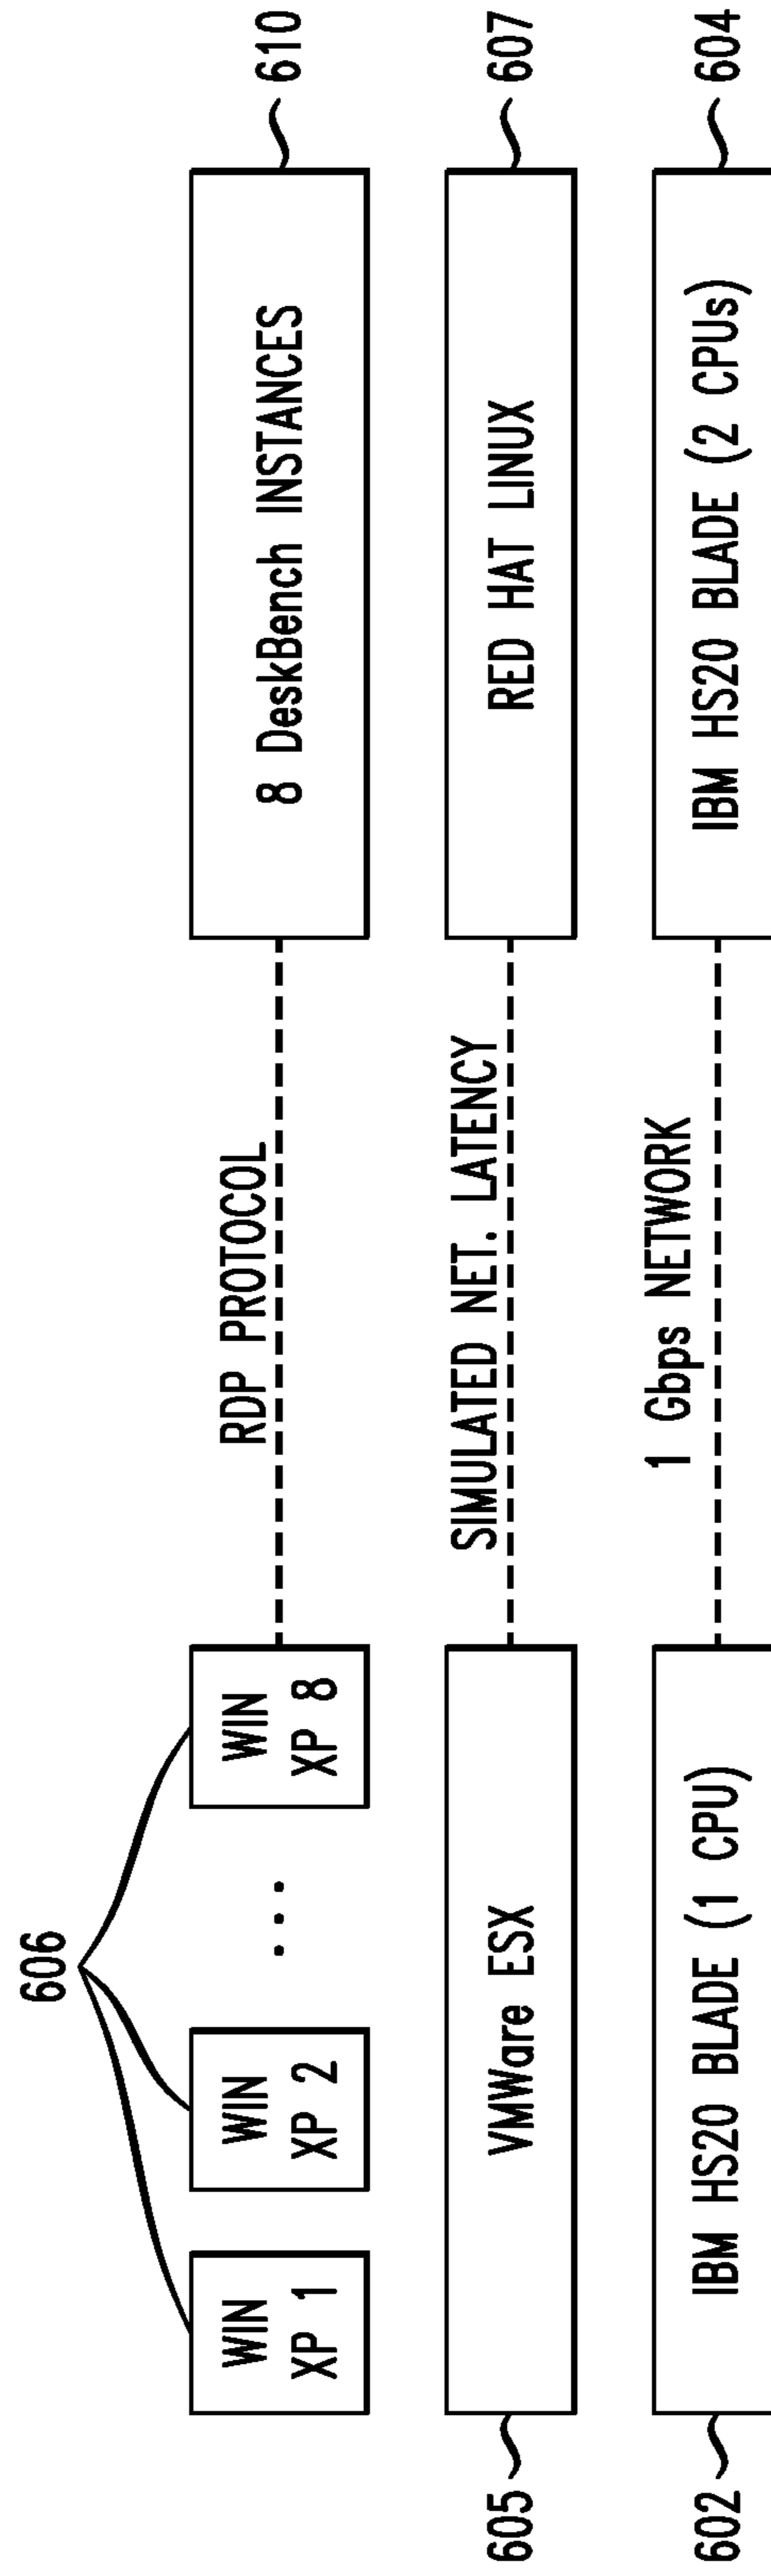 606
WIN
XP 1
WIN
XP 2
...
WIN
XP 8
RDP PROTOCOL
8 DeskBench INSTANCES
610
605
VMWare ESX
SIMULATED NET. LATENCY
RED HAT LINUX
607
602
IBM HS20 BLADE (1 CPU)
1 Gbps NETWORK
IBM HS20 BLADE (2 CPUs)
604